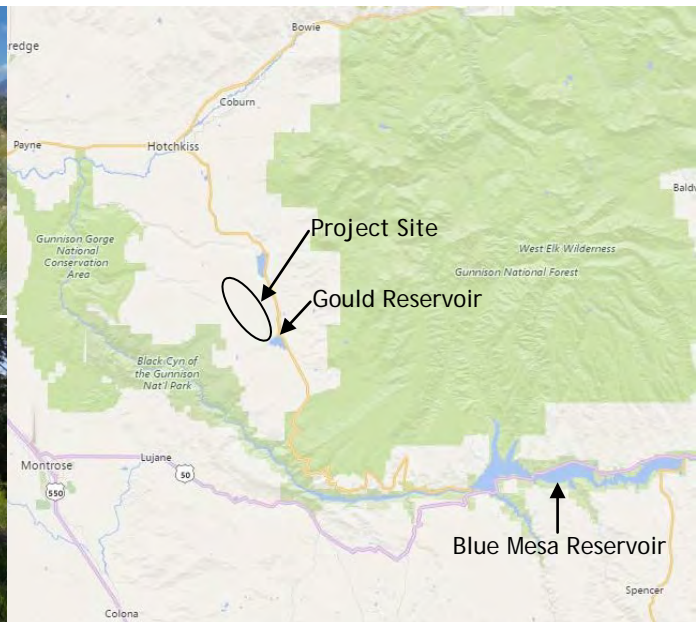 Bowie
redge
Coburn
Payne
Hotchkiss
Baldw
Project Site
Gunnison Gorge
National
Conservation
Area
West Elk Wilderness
Gunnison National Forest
Gould Reservoir
Black Cyn of
the Gunnison
Nat'l Park
Montrose
Lujane
50
550
Blue Mesa Reservoir
Spencer
Colona